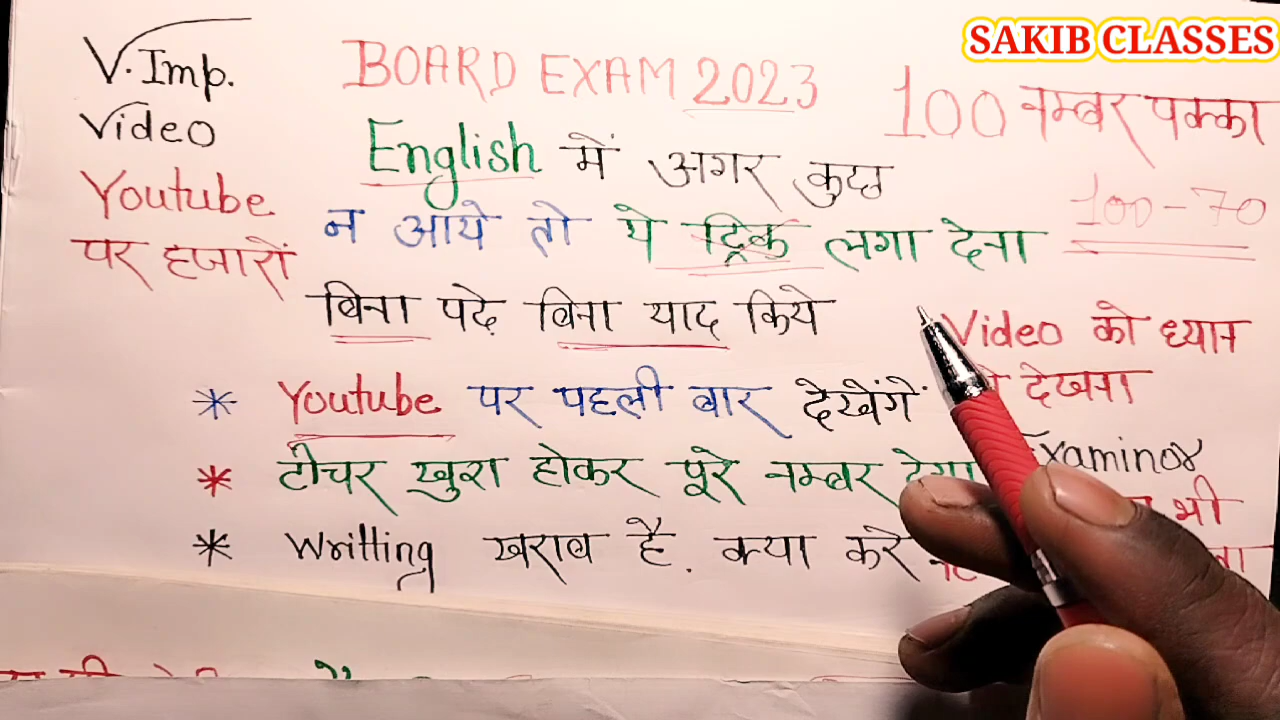 SAKIB CLASSES
V. Imp.
Video
Youtube
पर हजारों
BOARD EXAM 2023
English में अगर कुछ
न आये तो ये ट्रिक लगा देना
बिना पढ़े बिना याद किये
100 नम्बर पक्का
100-70
Video को ध्यान
देखना
Examinor
भी
* Youtube पर पहली बार देखेंगें
* टीचर खुश होकर पूरे नम्बर देगा
* Writting खराब है. क्या करे